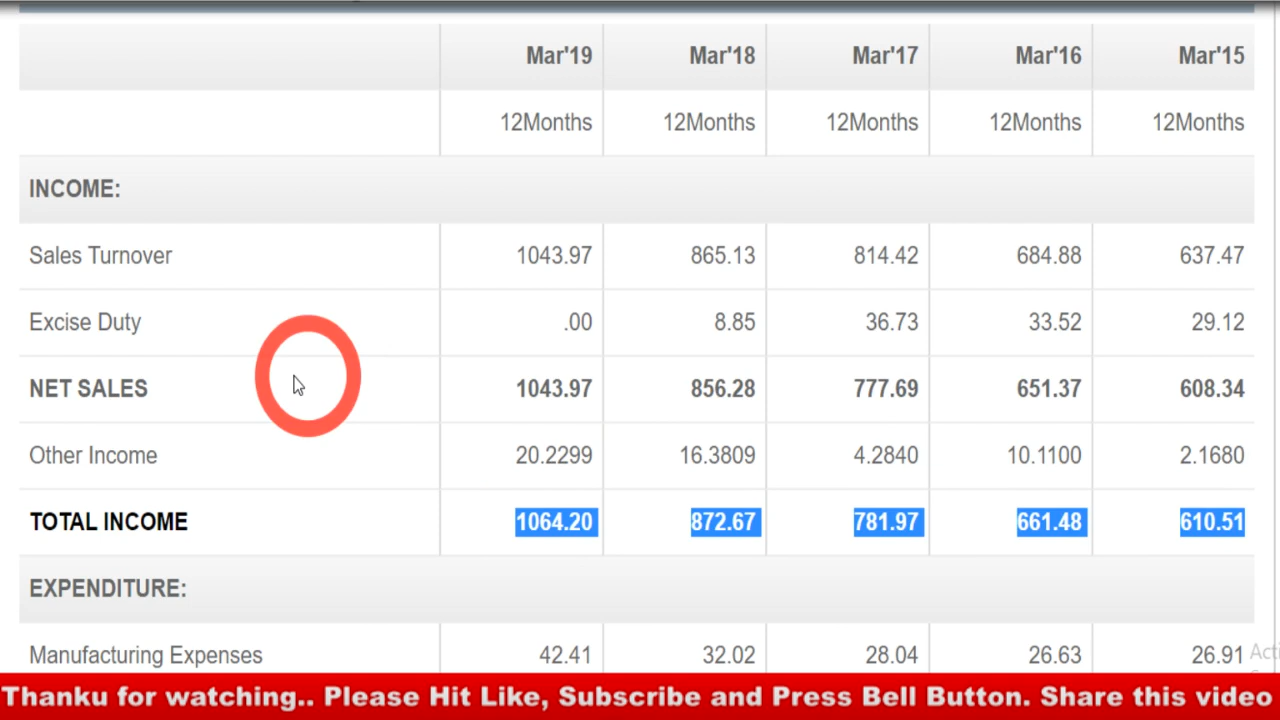 Mar'19 Mar'18 Mar'17 Mar'16 Mar'15
12Months 12Months 12Months 12Months 12Months
INCOME:
Sales Turnover 1043.97 865.13 814.42 684.88 637.47
Excise Duty .00 8.85 36.73 33.52 29.12
NET SALES 1043.97 856.28 777.69 651.37 608.34
Other Income 20.2299 16.3809 4.2840 10.1100 2.1680
TOTAL INCOME 1064.20 872.67 781.97 661.48 610.51
EXPENDITURE:
Manufacturing Expenses 42.41 32.02 28.04 26.63 26.91
Acti
Thanku for watching.. Please Hit Like, Subscribe and Press Bell Button. Share this video